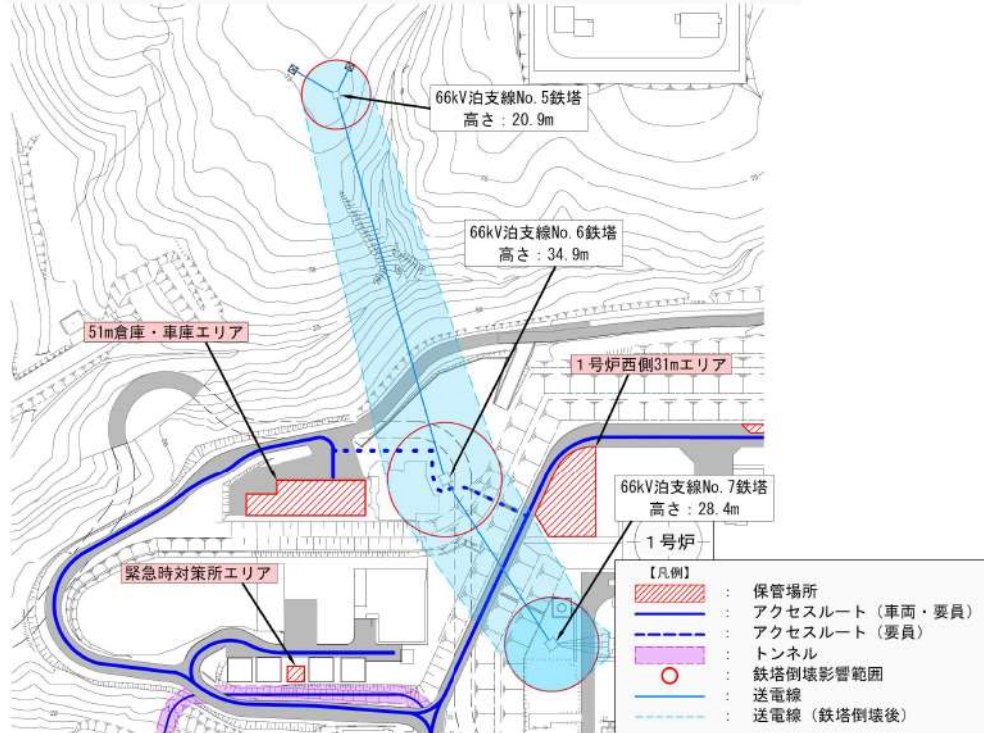 66kV泊支線No.5鉄塔
高さ：20.9m
66kV泊支線No.6鉄塔
高さ：34.9m
51m倉庫・車庫エリア
1号炉西側31mエリア
66kV泊支線No.7鉄塔
高さ：28.4m
1号炉
緊急時対策所エリア
【凡例】
： 保管場所
： アクセスルート（車両・要員）
： アクセスルート（要員）
： トンネル
： 鉄塔倒壊影響範囲
： 送電線
： 送電線（鉄塔倒壊後）